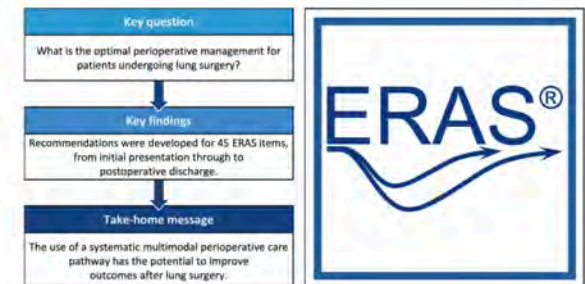 Key question
What is the optimal perioperative management for
patients undergoing lung surgery?
Key findings
Recommendations were developed for 45 ERAS items,
from initial presentation through to
postoperative discharge.
Take-home message
The use of a systematic multimodal perioperative care
pathway has the potential to improve
outcomes after lung surgery.
ERAS®